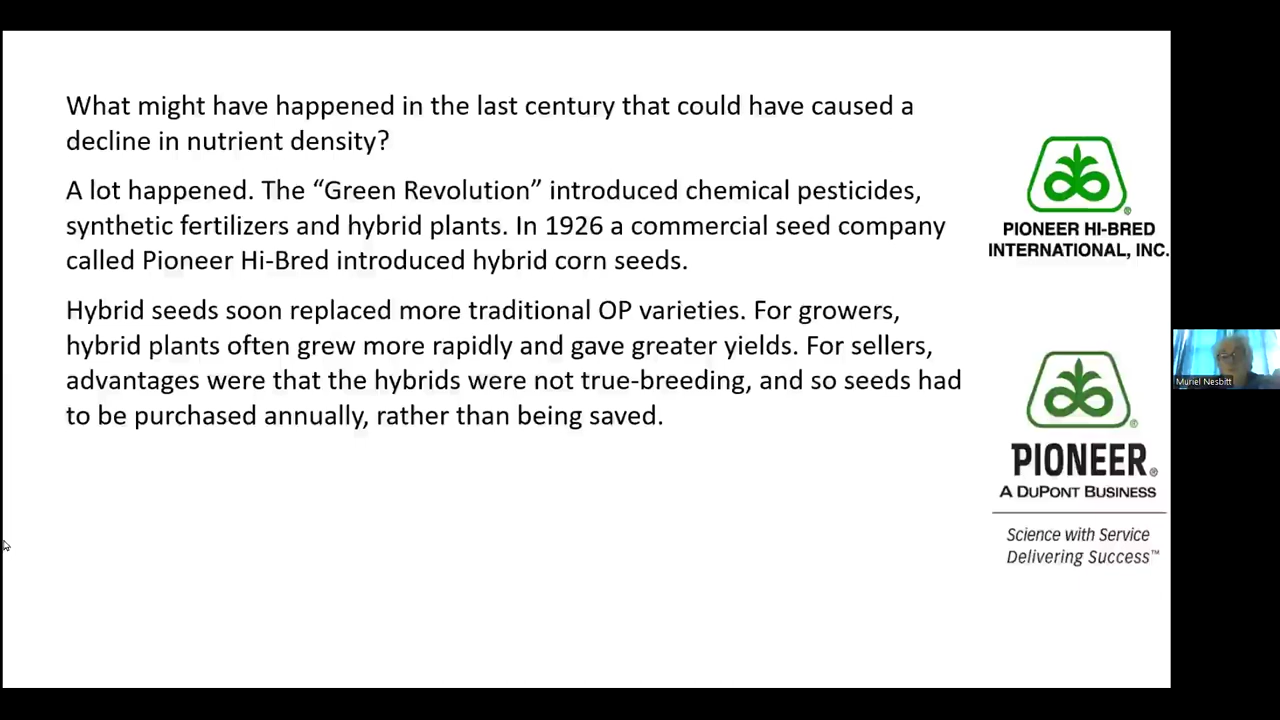 What might have happened in the last century that could have caused a
decline in nutrient density?
A lot happened. The “Green Revolution” introduced chemical pesticides,
synthetic fertilizers and hybrid plants. In 1926 a commercial seed company
called Pioneer Hi-Bred introduced hybrid corn seeds.
Hybrid seeds soon replaced more traditional OP varieties. For growers,
hybrid plants often grew more rapidly and gave greater yields. For sellers,
advantages were that the hybrids were not true-breeding, and so seeds had
to be purchased annually, rather than being saved.
®
PIONEER HI-BRED
INTERNATIONAL, INC.
®
PIONEER®
A DUPONT BUSINESS
Science with Service
Delivering Success™
Muriel Nesbitt